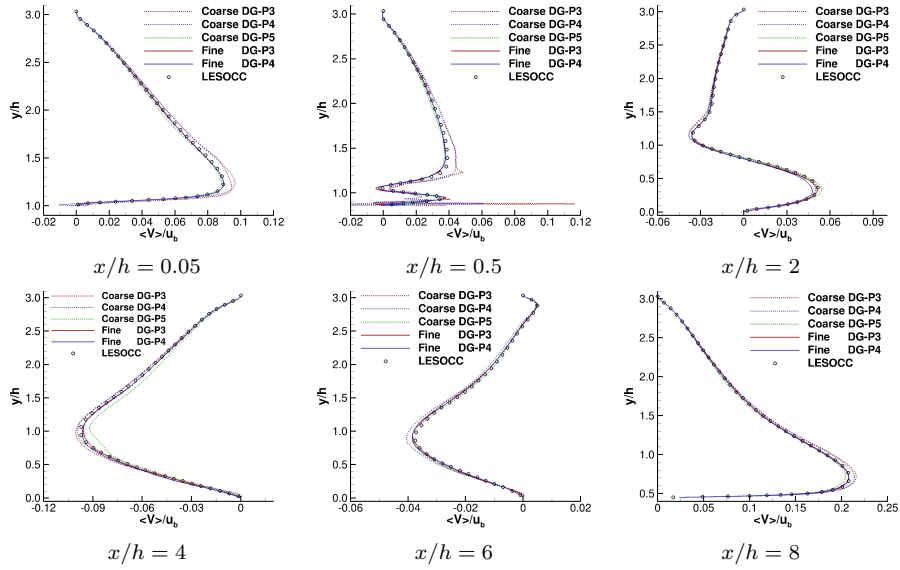 3.0
2.5
2.0
1.5
1.0
y/h
-0.02 0 0.02 0.04 0.06 0.08 0.1 0.12
<V>/u_b
Coarse DG-P3
Coarse DG-P4
Coarse DG-P5
Fine DG-P3
Fine DG-P4
LESOCC
x/h = 0.05
3.0
2.5
2.0
1.5
1.0
y/h
-0.02 0 0.02 0.04 0.06 0.08 0.1 0.12
<V>/u_b
Coarse DG-P3
Coarse DG-P4
Coarse DG-P5
Fine DG-P3
Fine DG-P4
LESOCC
x/h = 0.5
3.0
2.5
2.0
1.5
1.0
0.5
0.0
y/h
-0.06 -0.03 0 0.03 0.06 0.09
<V>/u_b
Coarse DG-P3
Coarse DG-P4
Coarse DG-P5
Fine DG-P3
Fine DG-P4
LESOCC
x/h = 2
3.0
2.5
2.0
1.5
1.0
0.5
0.0
y/h
-0.12 -0.09 -0.06 -0.03 0
<V>/u_b
Coarse DG-P3
Coarse DG-P4
Coarse DG-P5
Fine DG-P3
Fine DG-P4
LESOCC
x/h = 4
3.0
2.5
2.0
1.5
1.0
0.5
0.0
y/h
-0.06 -0.04 -0.02 0 0.02
<V>/u_b
Coarse DG-P3
Coarse DG-P4
Coarse DG-P5
Fine DG-P3
Fine DG-P4
LESOCC
x/h = 6
3.0
2.5
2.0
1.5
1.0
0.5
y/h
0 0.05 0.1 0.15 0.2 0.25
<V>/u_b
Coarse DG-P3
Coarse DG-P4
Coarse DG-P5
Fine DG-P3
Fine DG-P4
LESOCC
x/h = 8